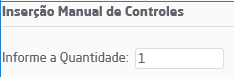 Inserção Manual de Controles
Informe a Quantidade: 1